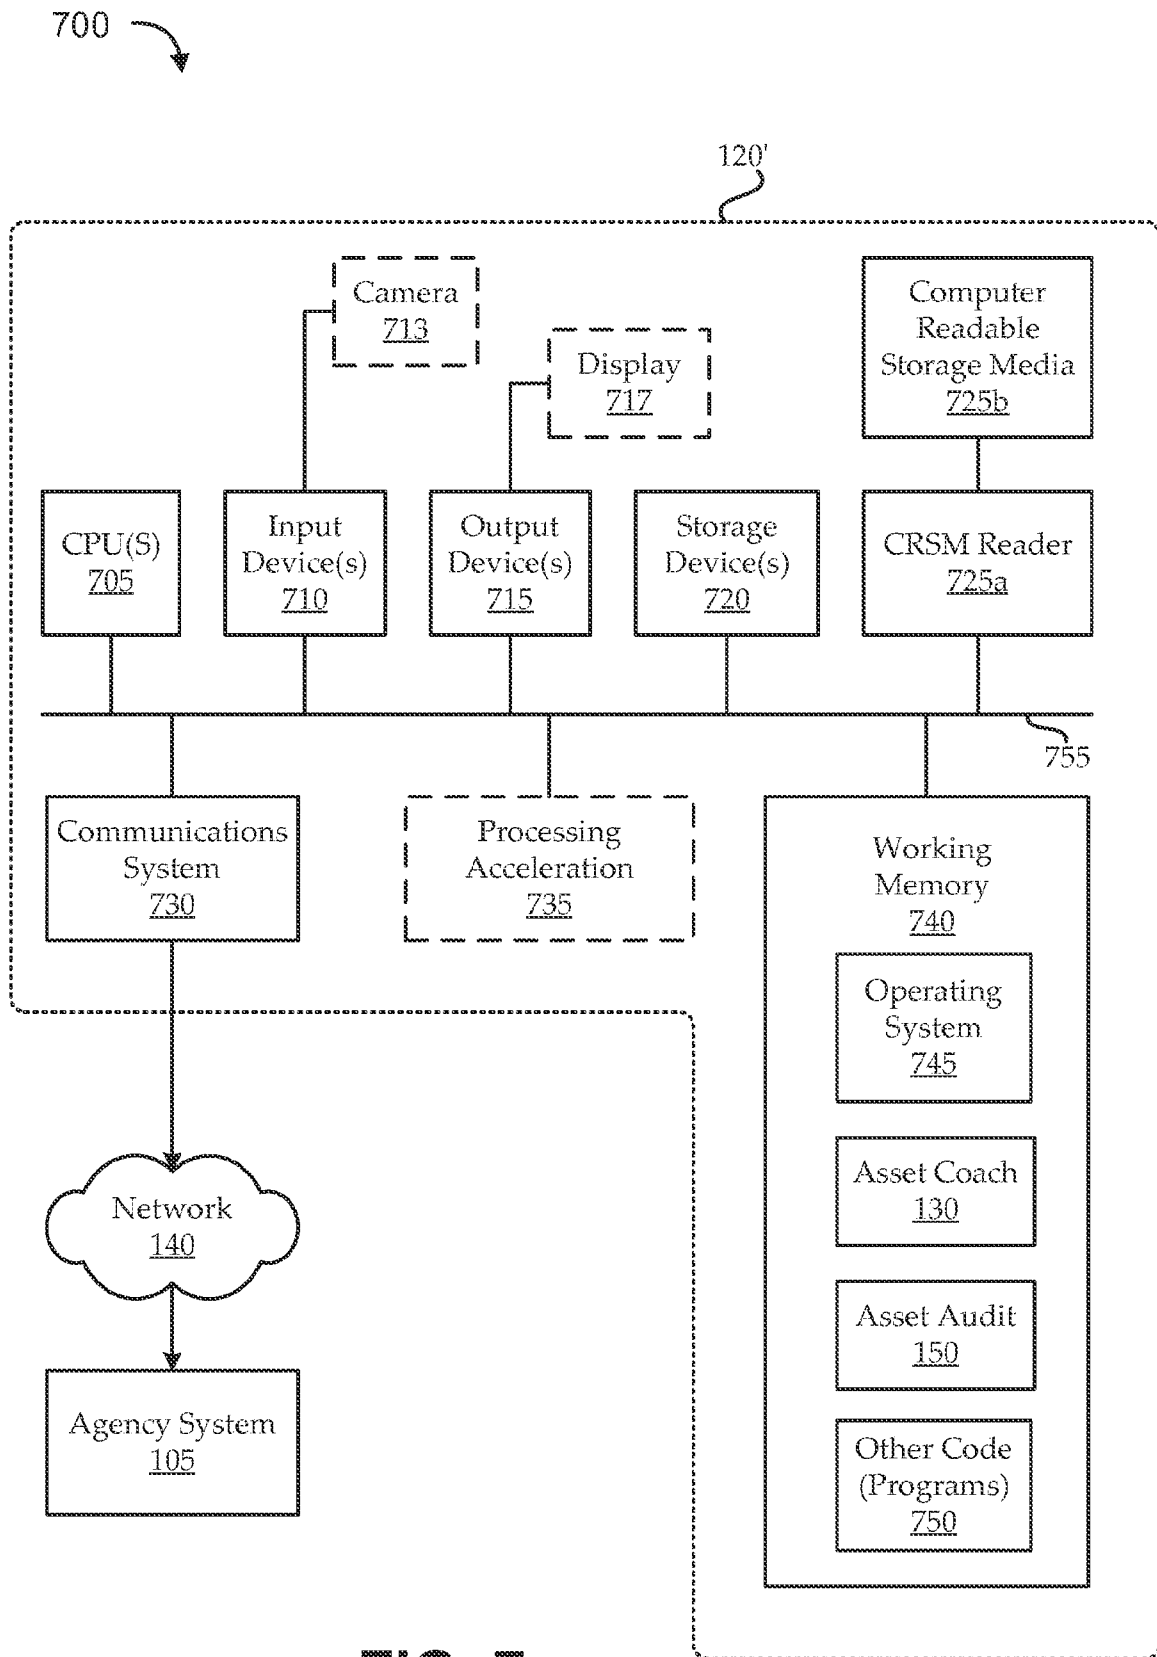 700
120'
Camera
713
Display
717
Computer
Readable
Storage Media
725b
CPU(S)
705
Input
Device(s)
710
Output
Device(s)
715
Storage
Device(s)
720
CRSM Reader
725a
755
Communications
System
730
Processing
Acceleration
735
Working
Memory
740
Operating
System
745
Asset Coach
130
Asset Audit
150
Other Code
(Programs)
750
Network
140
Agency System
105